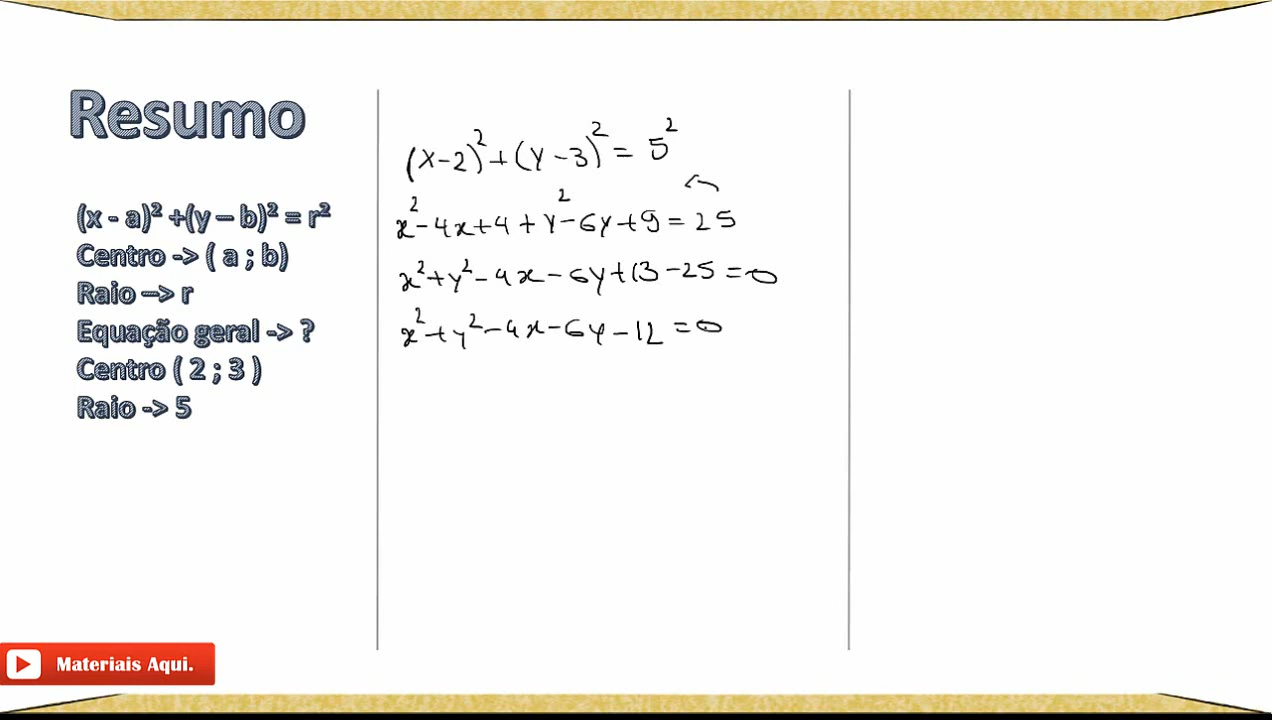 Resumo
(x - a)² +(y – b)² = r²
Centro -> ( a ; b)
Raio –> r
Equação geral -> ?
Centro ( 2 ; 3 )
Raio -> 5
(x-2)² + (y-3)² = 5²
x² - 4x + 4 + y² - 6y + 9 = 25
x² + y² - 4x - 6y + 13 - 25 = 0
x² + y² - 4x - 6y - 12 = 0
Materiais Aqui.